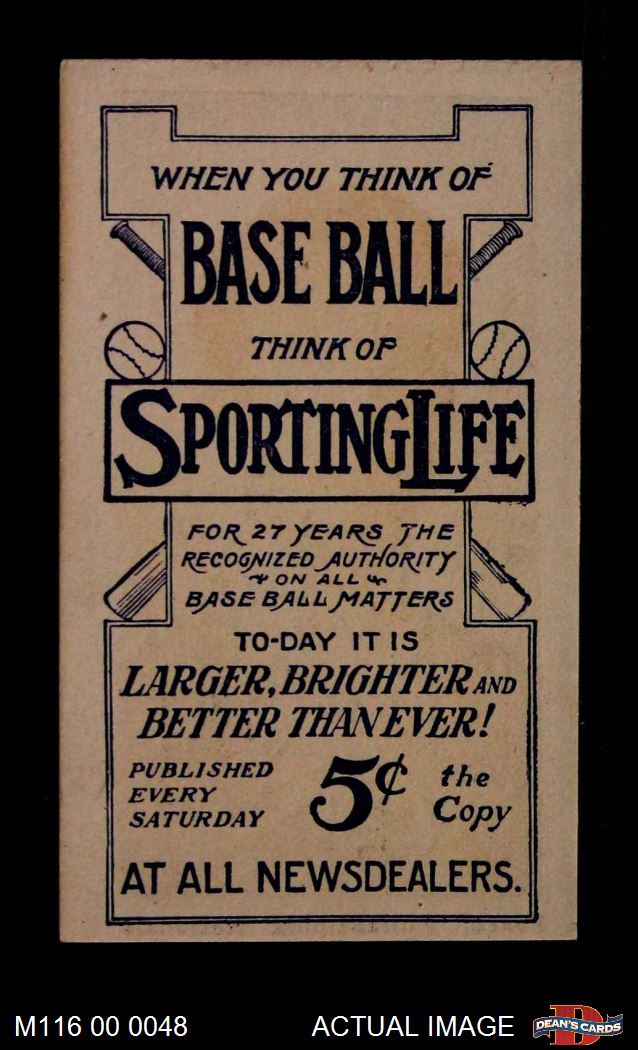 WHEN YOU THINK OF
BASE BALL
THINK OF
SPORTING LIFE
FOR 27 YEARS THE
RECOGNIZED AUTHORITY
ON ALL
BASE BALL MATTERS
TO-DAY IT IS
LARGER, BRIGHTER AND
BETTER THAN EVER!
PUBLISHED
EVERY
SATURDAY
5¢
the
Copy
AT ALL NEWSDEALERS.
M116 00 0048
ACTUAL IMAGE
D
DEAN'S CARDS